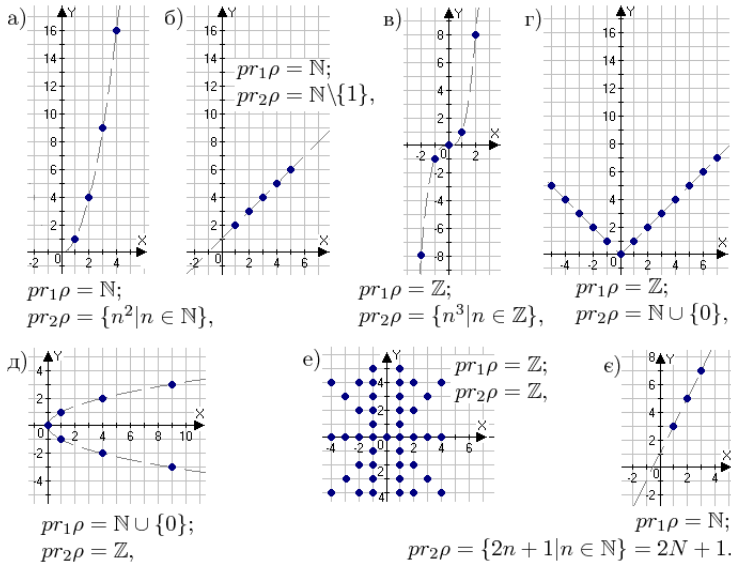 а)
б)
в)
г)
pr₁ρ = ℕ;
pr₂ρ = ℕ\{1},
pr₁ρ = ℕ;
pr₂ρ = {n²|n ∈ ℕ},
pr₁ρ = ℤ;
pr₂ρ = {n³|n ∈ ℤ},
pr₁ρ = ℤ;
pr₂ρ = ℕ ∪ {0},
д)
е)
є)
pr₁ρ = ℤ;
pr₂ρ = ℤ,
pr₁ρ = ℕ ∪ {0};
pr₂ρ = ℤ,
pr₁ρ = ℕ;
pr₂ρ = {2n + 1|n ∈ ℕ} = 2N + 1.